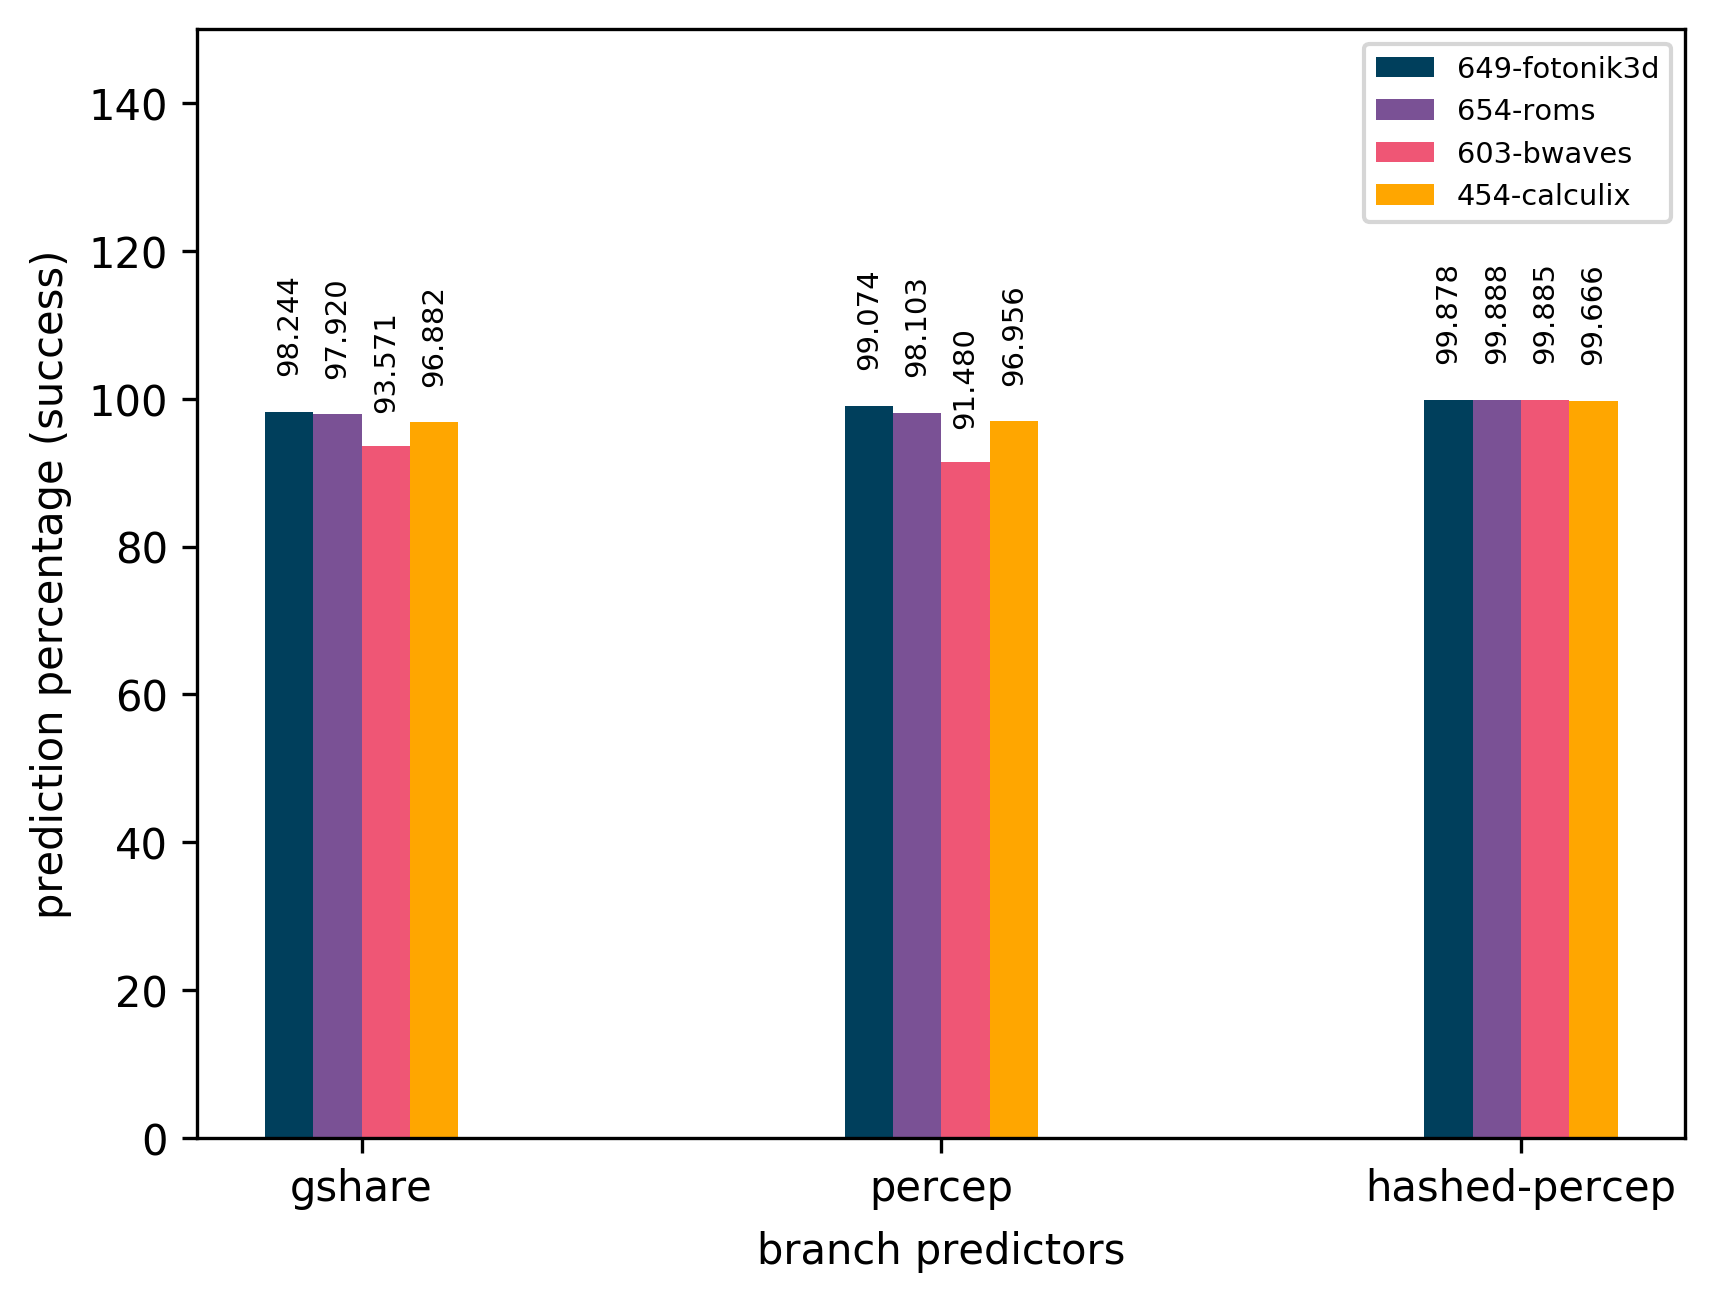 649-fotonik3d
654-roms
603-bwaves
454-calculix
140
120
100
80
60
40
20
0
prediction percentage (success)
98.244
97.920
93.571
96.882
99.074
98.103
91.480
96.956
99.878
99.888
99.885
99.666
gshare
percep
hashed-percep
branch predictors